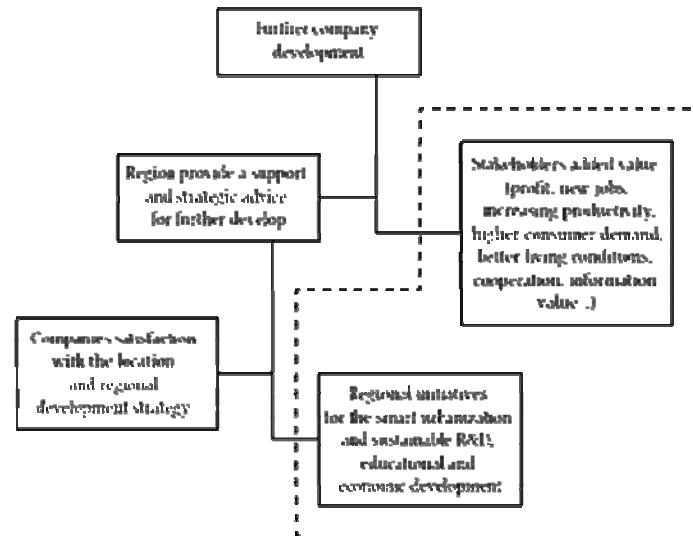 Further company
development
Region provide a support
and strategic advice
for further develop
Stakeholders added value
(profit, new jobs,
increasing productivity,
higher consumer demand,
better living conditions,
cooperation, information
value ..)
Companies satisfaction
with the location
and regional
development strategy
Regional initiatives
for the smart urbanization
and sustainable R&D,
educational and
economic development